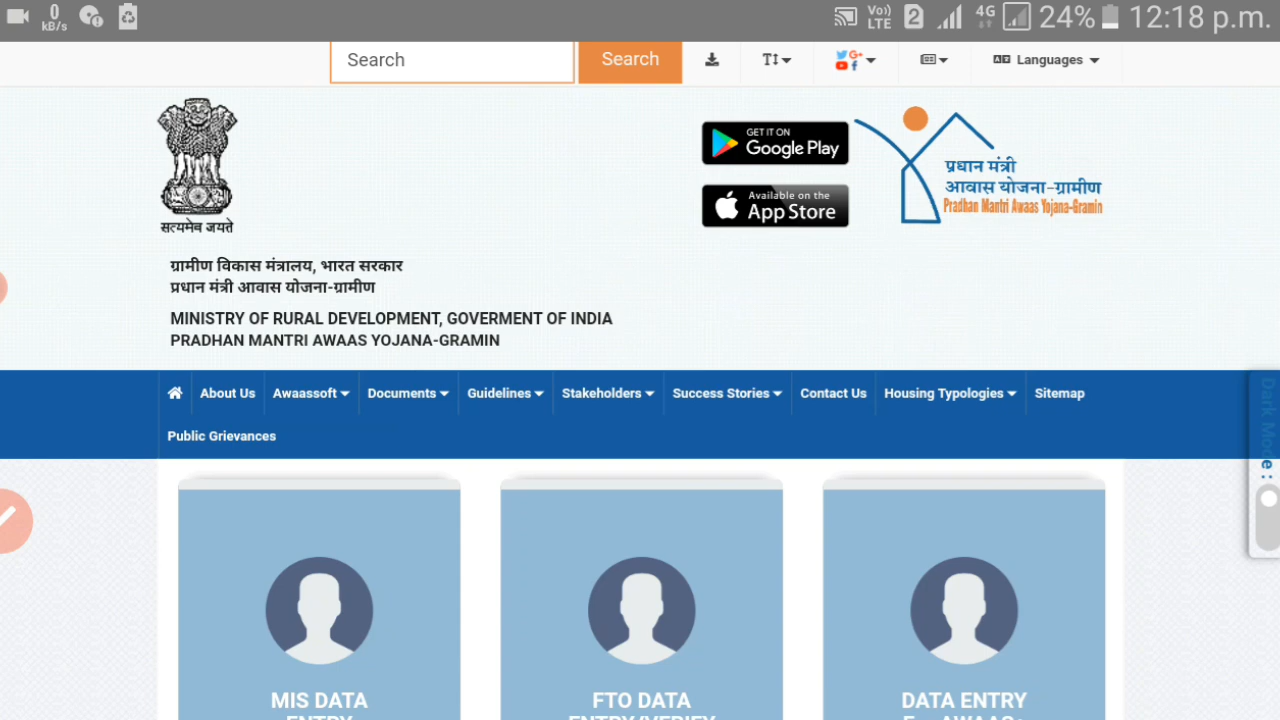 0
kB/s
Vo))
LTE
2
4G
24%
12:18 p.m.
Search
Search
T
Languages
सत्यमेव जयते
GET IT ON
Google Play
Available on the
App Store
प्रधान मंत्री
आवास योजना-ग्रामीण
Pradhan Mantri Awaas Yojana-Gramin
ग्रामीण विकास मंत्रालय, भारत सरकार
प्रधान मंत्री आवास योजना-ग्रामीण
MINISTRY OF RURAL DEVELOPMENT, GOVERMENT OF INDIA
PRADHAN MANTRI AWAAS YOJANA-GRAMIN
About Us Awaassoft Documents Guidelines Stakeholders Success Stories Contact Us Housing Typologies Sitemap
Public Grievances
Dark Mode :
MIS DATA
ENTRY
FTO DATA
ENTRY/VERIFY
DATA ENTRY